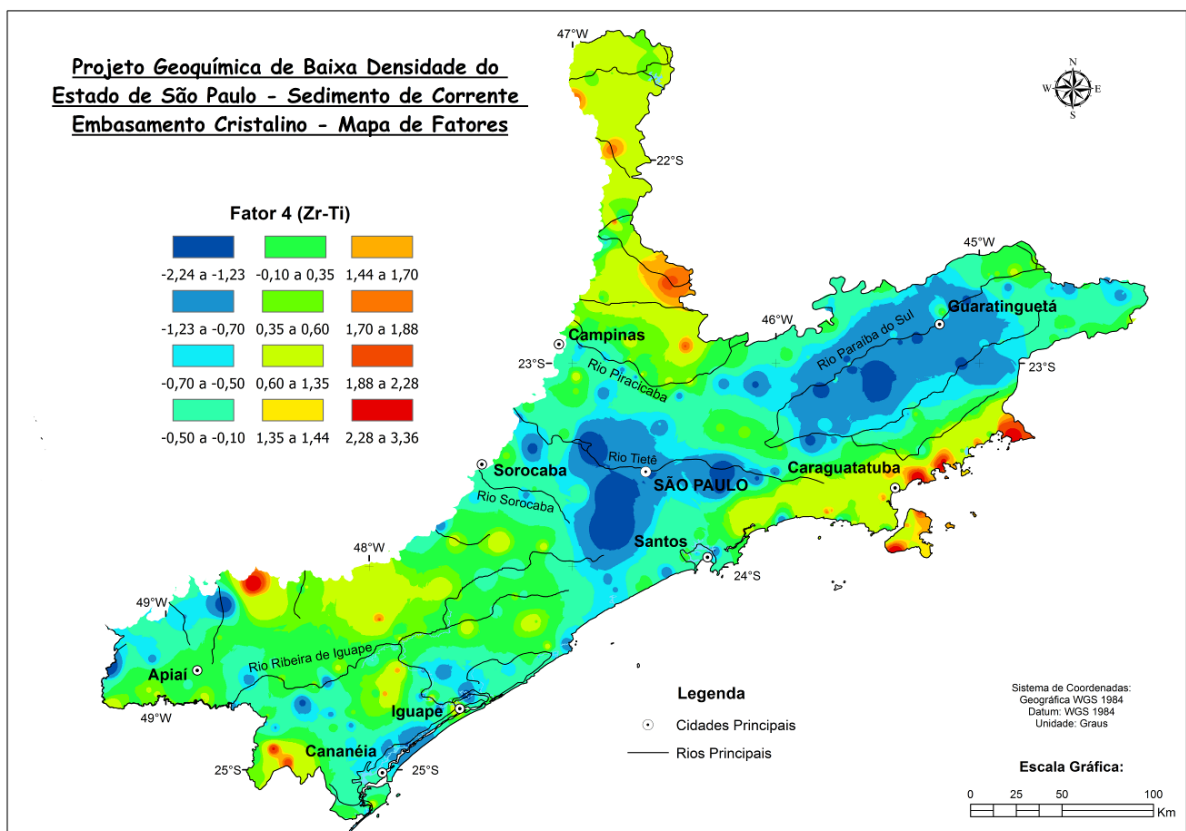 Projeto Geoquímica de Baixa Densidade do
Estado de São Paulo - Sedimento de Corrente
Embasamento Cristalino - Mapa de Fatores
Fator 4 (Zr-Ti)
-2,24 a -1,23
-0,10 a 0,35
1,44 a 1,70
-1,23 a -0,70
0,35 a 0,60
1,70 a 1,88
-0,70 a -0,50
0,60 a 1,35
1,88 a 2,28
-0,50 a -0,10
1,35 a 1,44
2,28 a 3,36
47°W
N
W
E
S
22°S
45°W
Guaratinguetá
46°W
Rio Paraíba do Sul
Campinas
23°S
23°S
Rio Piracicaba
Rio Tietê
Caraguatatuba
Sorocaba
SÃO PAULO
Rio Sorocaba
Santos
48°W
24°S
49°W
Rio Ribeira de Iguape
Apiaí
49°W
Iguape
Cananéia
25°S
25°S
Legenda
Cidades Principais
Rios Principais
Sistema de Coordenadas:
Geográfica WGS 1984
Datum: WGS 1984
Unidade: Graus
Escala Gráfica:
0 25 50 100
Km